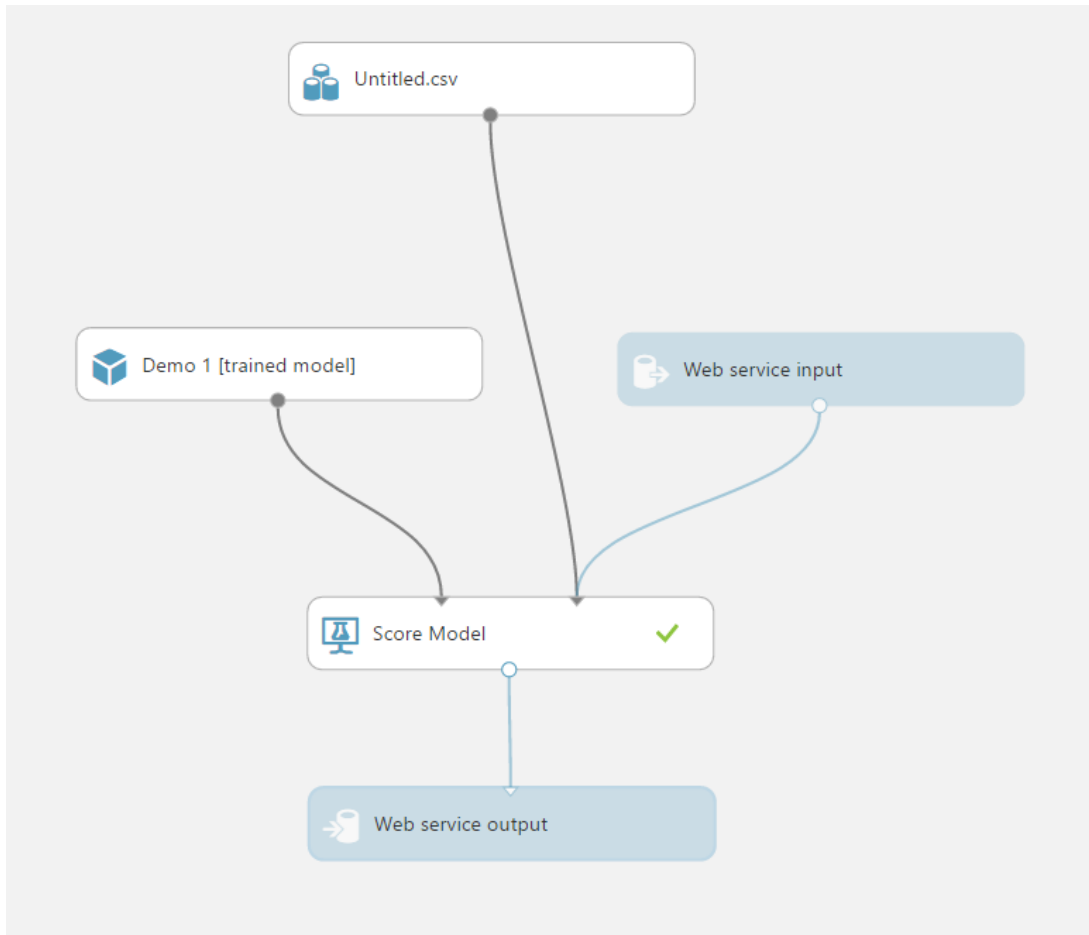 Untitled.csv
Demo 1 [trained model]
Web service input
Score Model
Web service output